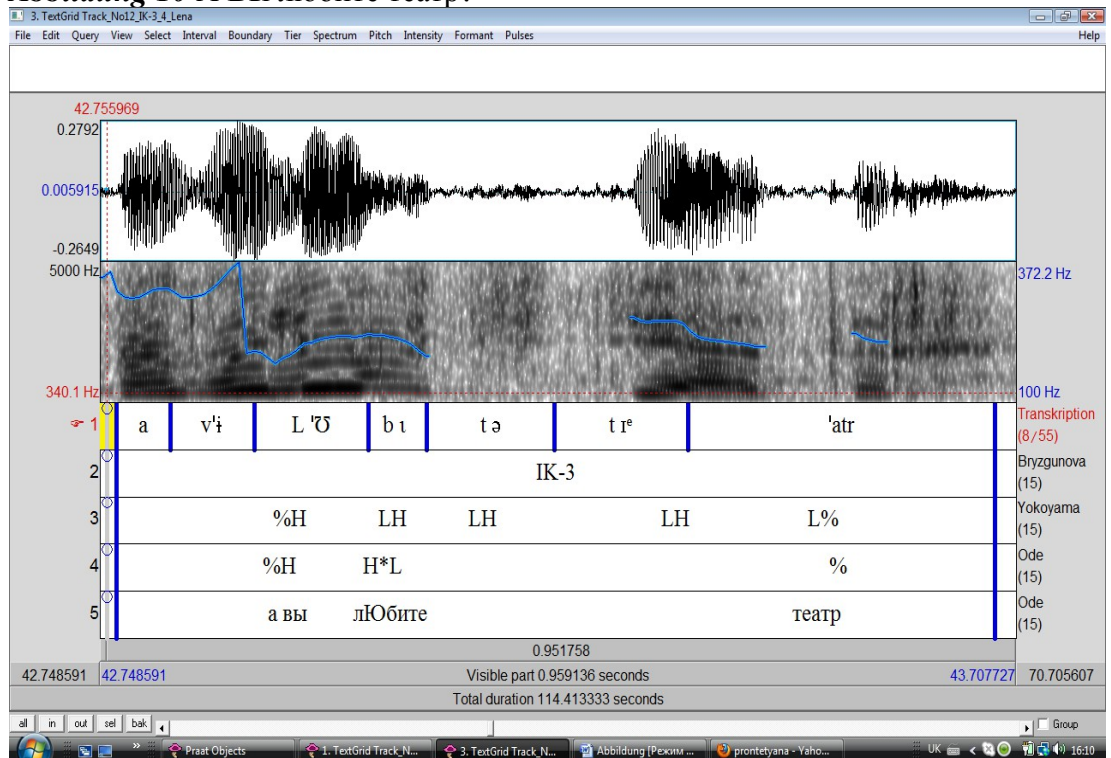 3. TextGrid Track_No12_IK-3_4_Lena
File Edit Query View Select Interval Boundary Tier Spectrum Pitch Intensity Formant Pulses Help
42.755969
0.2792
0.005915
-0.2649
5000 Hz 372.2 Hz
340.1 Hz 100 Hz
1 a v'ɨ L 'Ʊ b ɩ t ə t rᵉ 'atr Transkription (8/55)
2 IK-3 Bryzgunova (15)
3 %H LH LH LH L% Yokoyama (15)
4 %H H*L % Ode (15)
5 а вы лЮбите театр Ode (15)
0.951758
42.748591 42.748591 Visible part 0.959136 seconds 43.707727 70.705607
Total duration 114.413333 seconds
all in out sel bak Group
Praat Objects 1. TextGrid Track_N... 3. TextGrid Track_N... Abbildung [Режим ... prontetyana - Yaho... UK 16:10